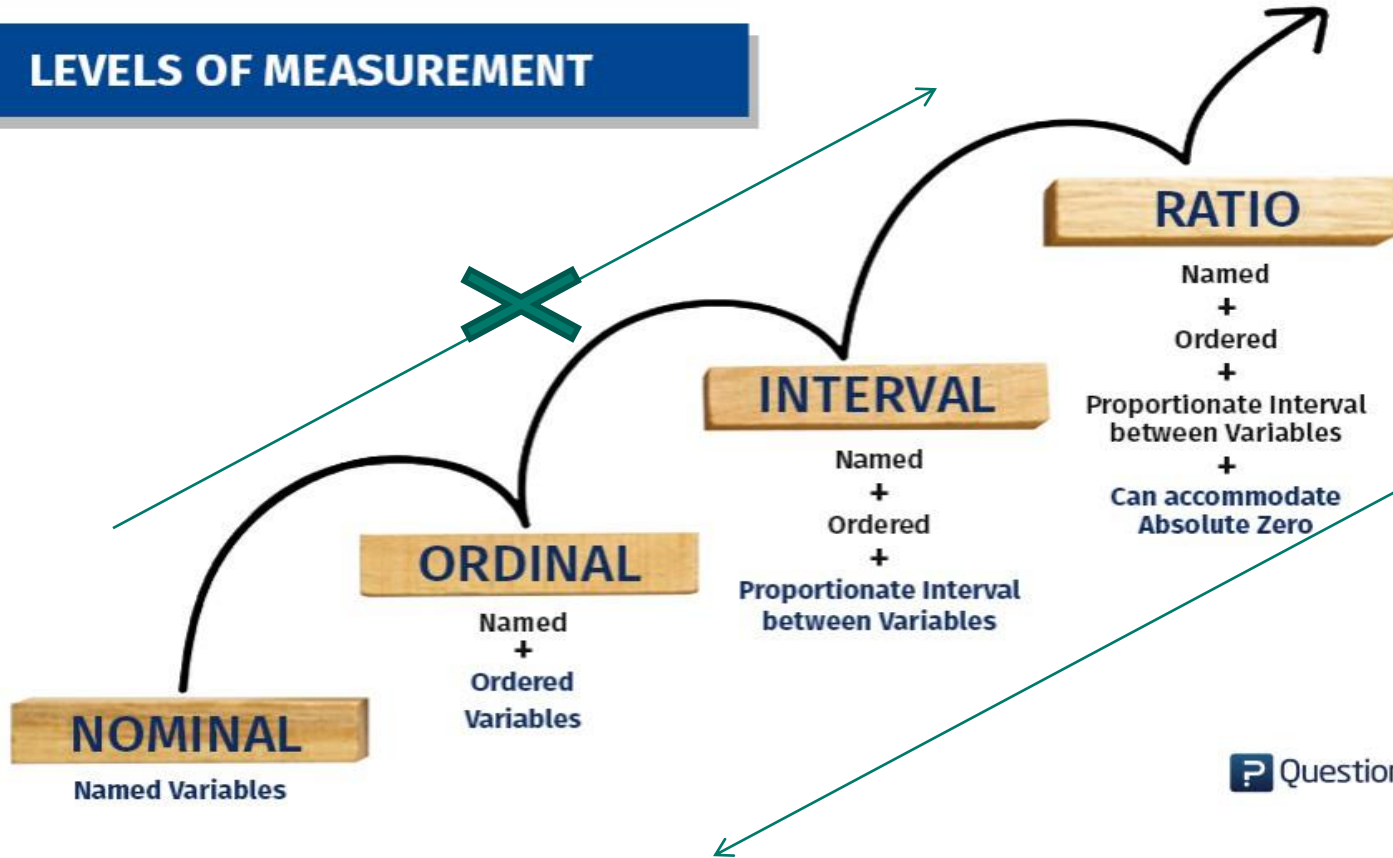 LEVELS OF MEASUREMENT
RATIO
Named
+
Ordered
+
Proportionate Interval
between Variables
+
Can accommodate
Absolute Zero
INTERVAL
Named
+
Ordered
+
Proportionate Interval
between Variables
ORDINAL
Named
+
Ordered
Variables
NOMINAL
Named Variables
Question